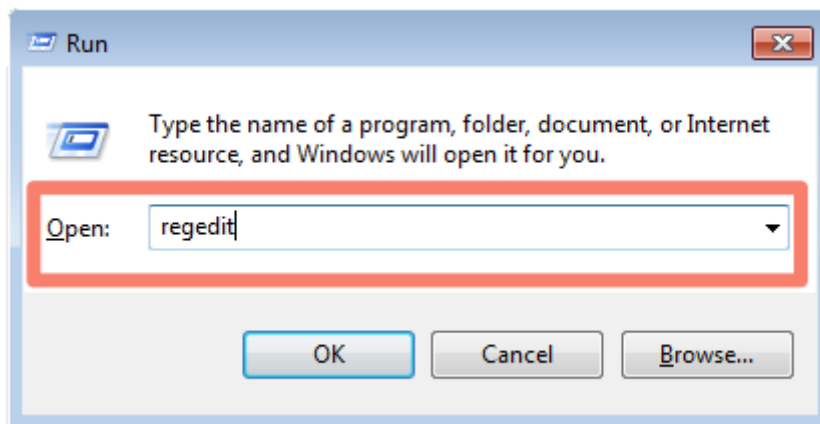 Run
Type the name of a program, folder, document, or Internet
resource, and Windows will open it for you.
Open: regedit
OK Cancel Browse...